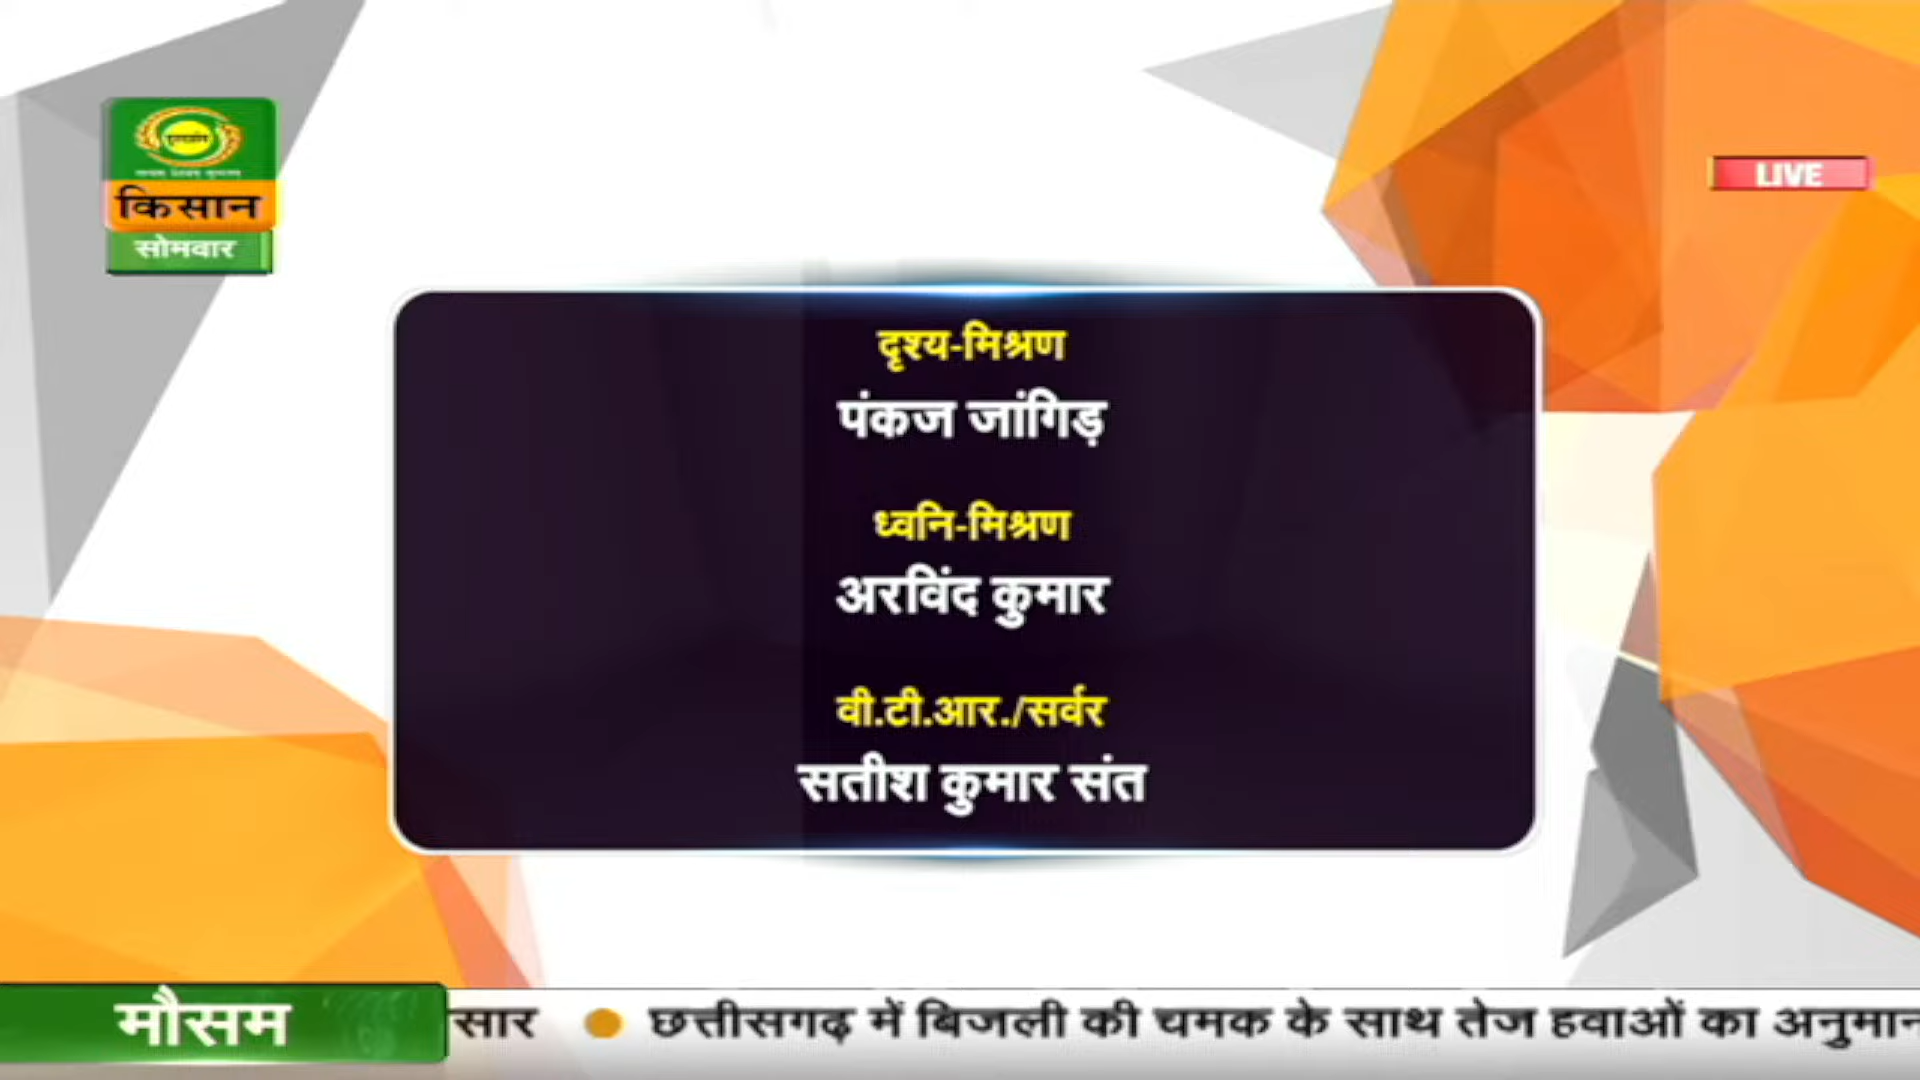 किसान
सोमवार
LIVE
दृश्य-मिश्रण
पंकज जांगिड़
ध्वनि-मिश्रण
अरविंद कुमार
वी.टी.आर./सर्वर
सतीश कुमार संत
मौसम
सार छत्तीसगढ़ में बिजली की चमक के साथ तेज हवाओं का अनुमान